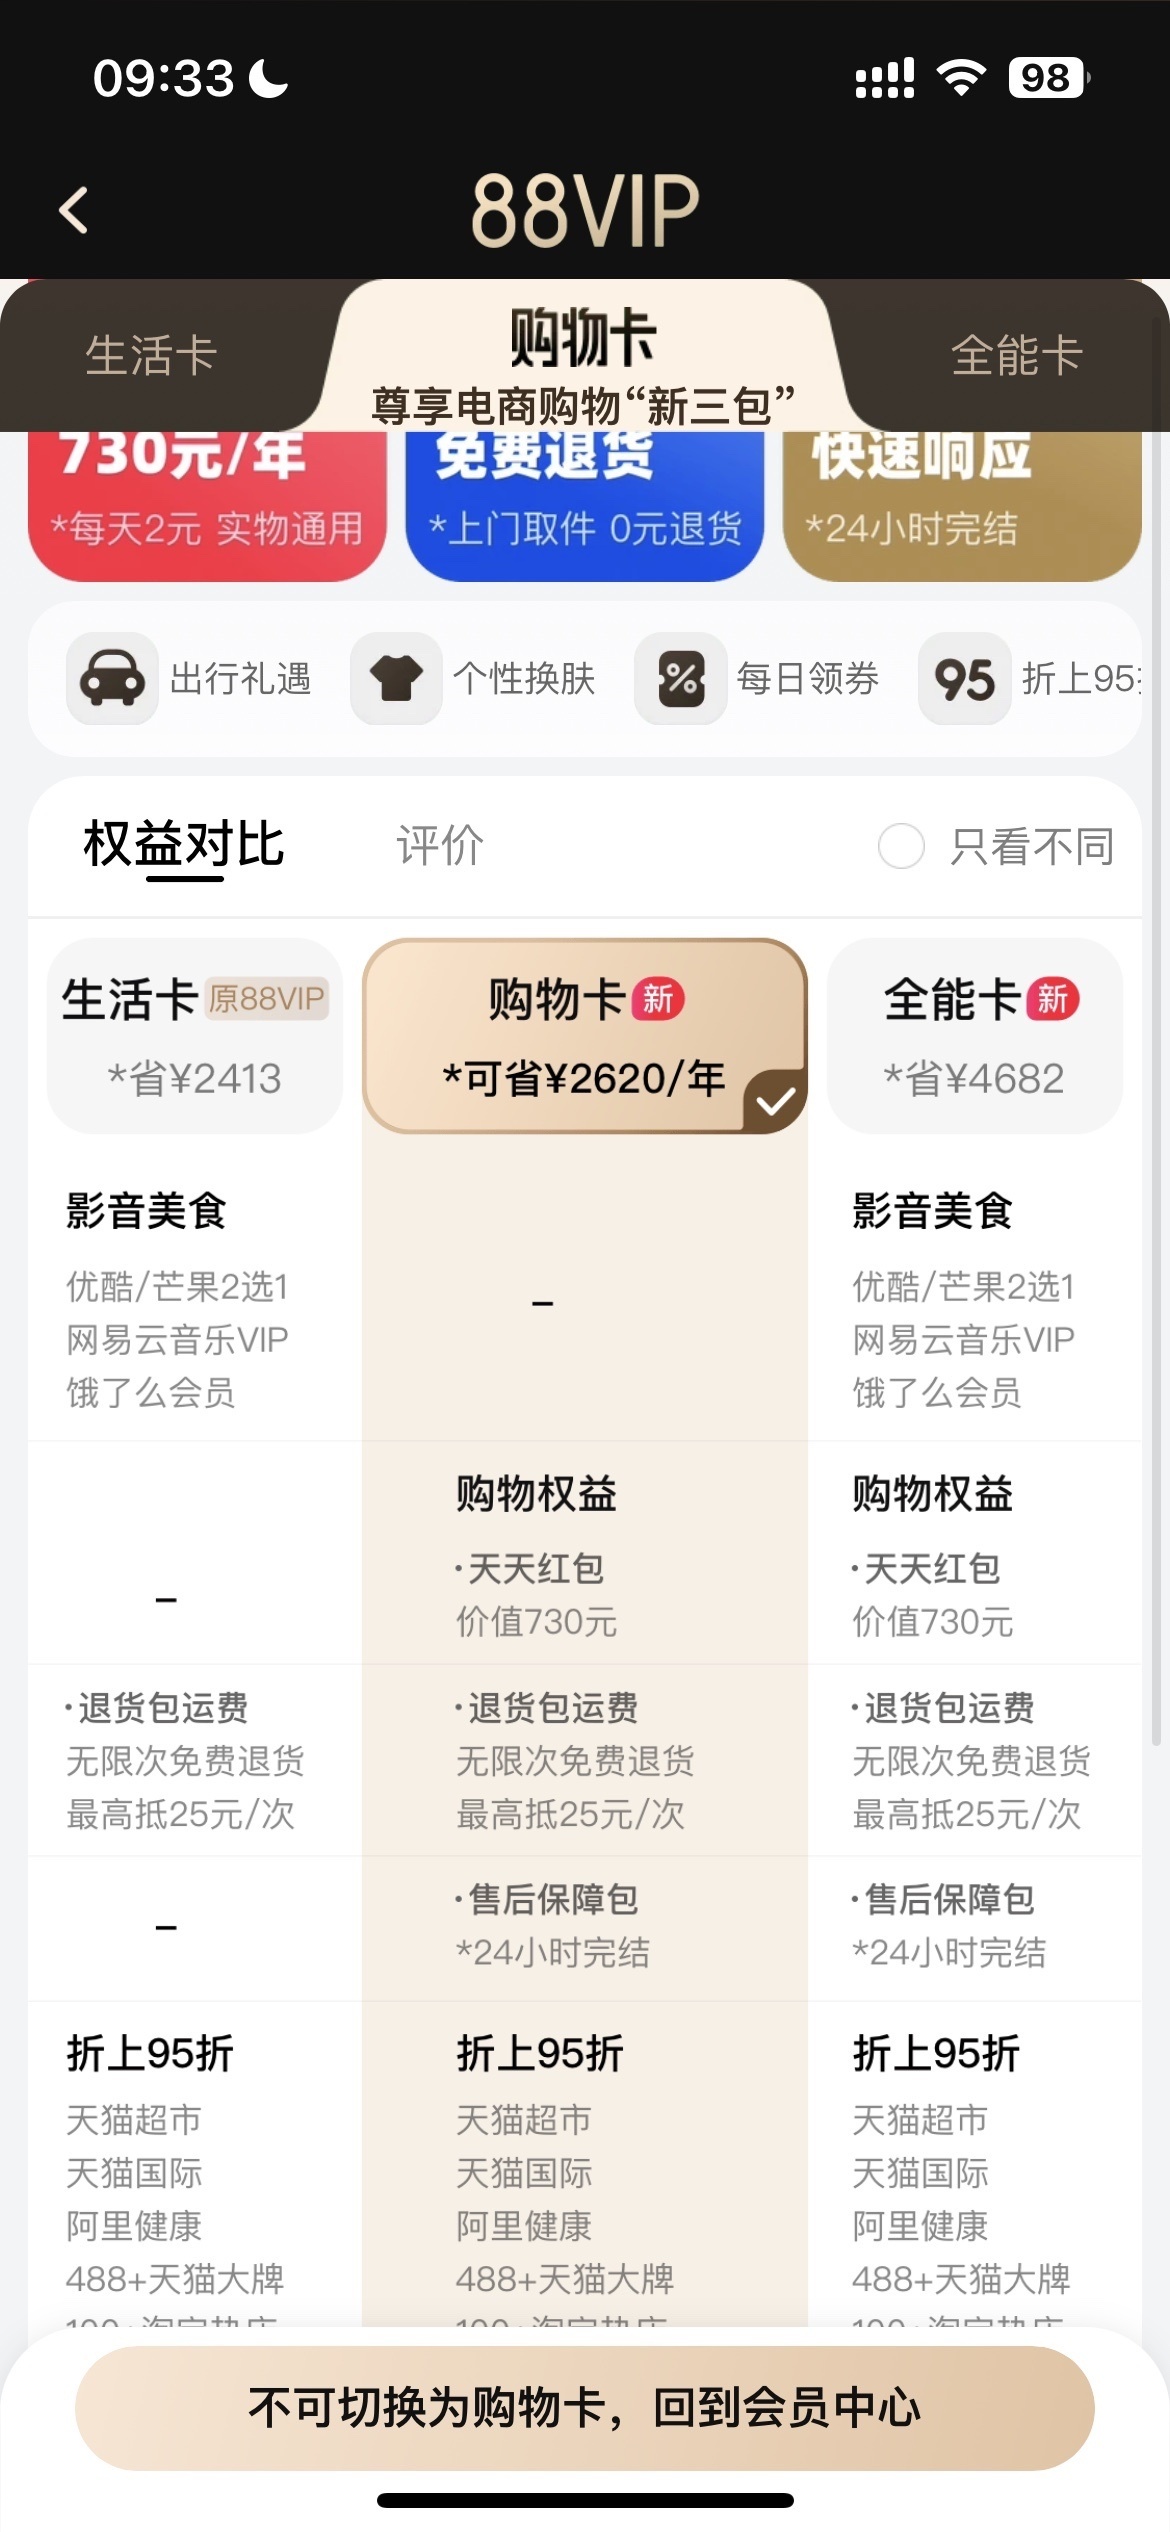 09:33
98
88VIP
生活卡
购物卡
全能卡
尊享电商购物“新三包”
730元/年
免费退货
快速响应
*每天2元 实物通用
*上门取件 0元退货
*24小时完结
出行礼遇
个性换肤
每日领券
95
折上95
权益对比
评价
只看不同
生活卡 原88VIP
*省¥2413
购物卡 新
*可省¥2620/年
全能卡 新
*省¥4682
影音美食
优酷/芒果2选1
网易云音乐VIP
饿了么会员
–
影音美食
优酷/芒果2选1
网易云音乐VIP
饿了么会员
–
购物权益
·天天红包
价值730元
购物权益
·天天红包
价值730元
·退货包运费
无限次免费退货
最高抵25元/次
·退货包运费
无限次免费退货
最高抵25元/次
·退货包运费
无限次免费退货
最高抵25元/次
–
·售后保障包
*24小时完结
·售后保障包
*24小时完结
折上95折
天猫超市
天猫国际
阿里健康
488+天猫大牌
折上95折
天猫超市
天猫国际
阿里健康
488+天猫大牌
折上95折
天猫超市
天猫国际
阿里健康
488+天猫大牌
不可切换为购物卡，回到会员中心